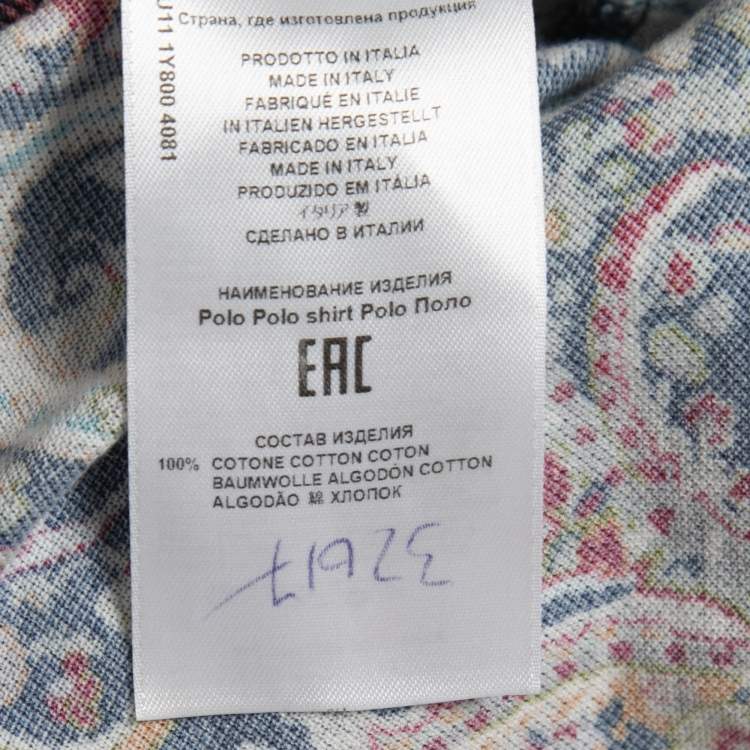 Страна, где изготовлена продукция
PRODOTTO IN ITALIA
MADE IN ITALY
FABRIQUÉ EN ITALIE
IN ITALIEN HERGESTELLT
FABRICADO EN ITALIA
MADE IN ITALY
PRODUZIDO EM ITÁLIA
イタリア製
СДЕЛАНО В ИТАЛИИ
НАИМЕНОВАНИЕ ИЗДЕЛИЯ
Polo Polo shirt Polo Поло
EAC
СОСТАВ ИЗДЕЛИЯ
100% COTONE COTTON COTON
BAUMWOLLE ALGODÓN COTTON
ALGODÃO 綿 ХЛОПОК
U11 1Y800 4081